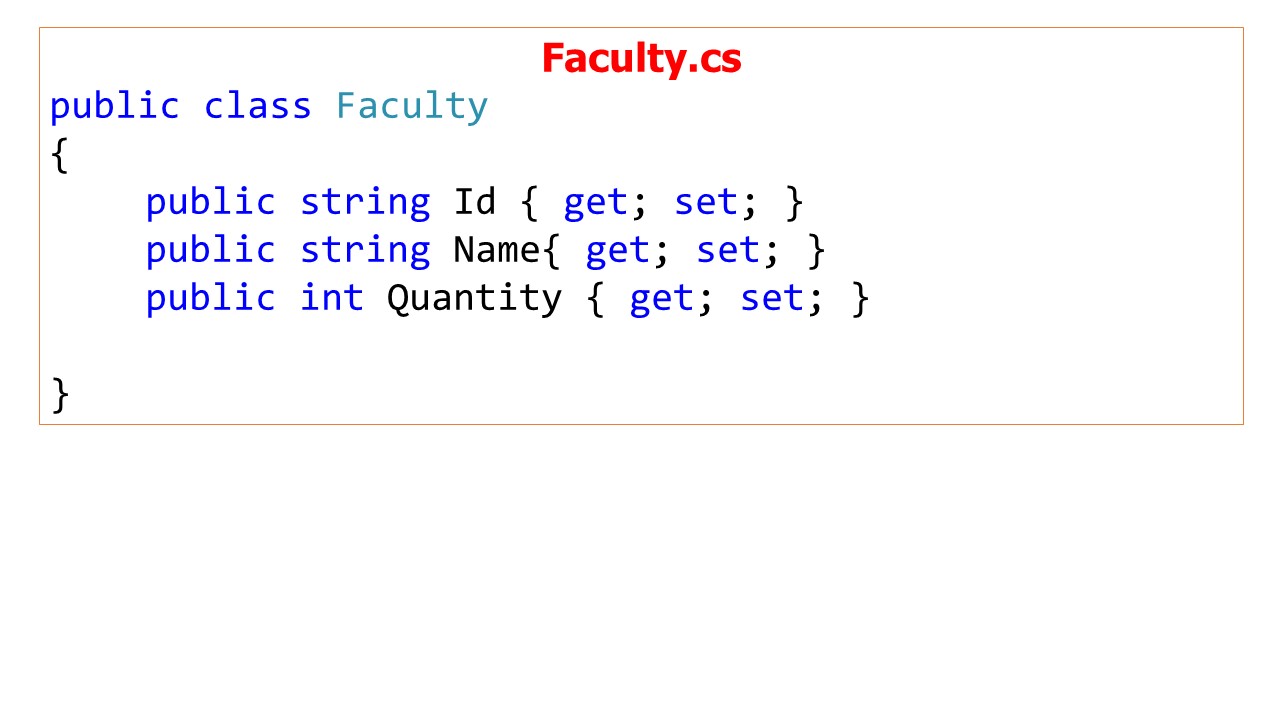 Faculty.cs
public class Faculty
{
public string Id { get; set; }
public string Name{ get; set; }
public int Quantity { get; set; }
}